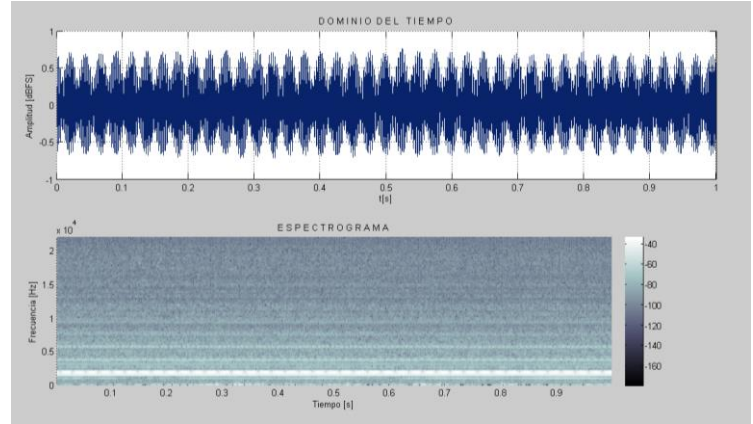 DOMINIO DEL TIEMPO
1
0.5
0
-0.5
-1
Amplitud [dBFS]
0 0.1 0.2 0.3 0.4 0.5 0.6 0.7 0.8 0.9 1
t[s]
ESPECTROGRAMA
x 10^4
2
1.5
1
0.5
0
Frecuencia [Hz]
0.1 0.2 0.3 0.4 0.5 0.6 0.7 0.8 0.9
Tiempo [s]
-40
-60
-80
-100
-120
-140
-160